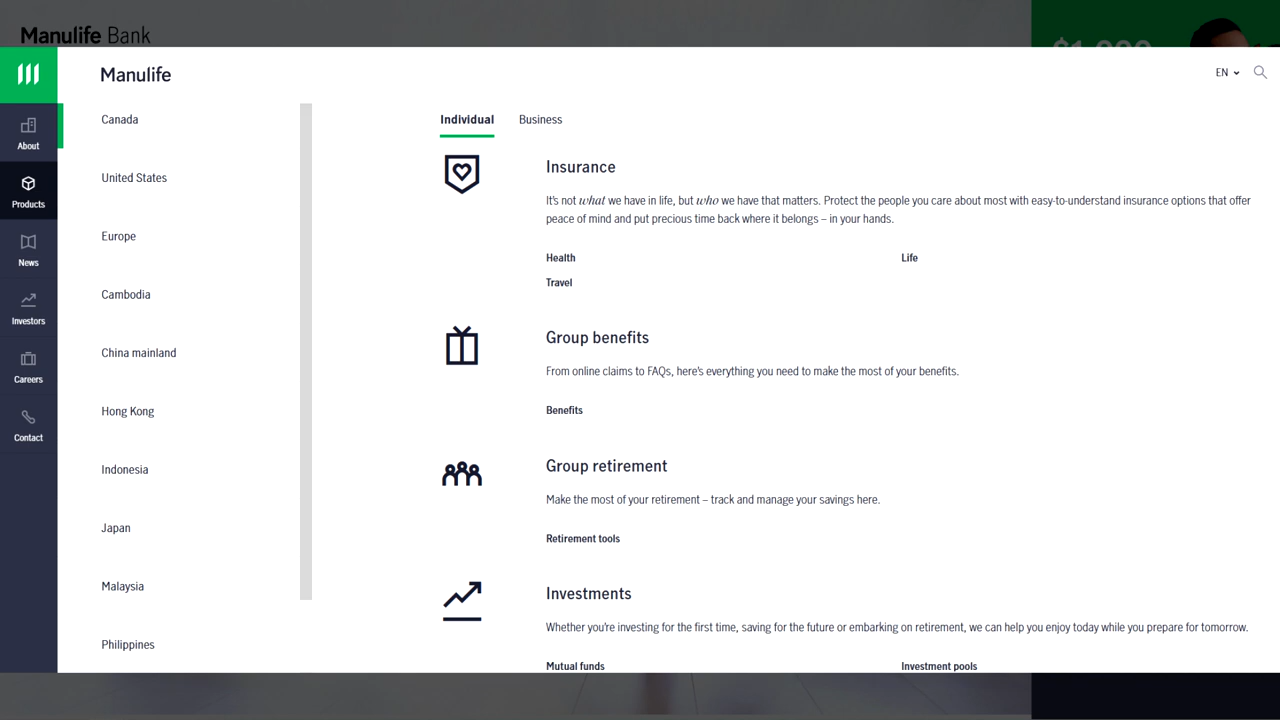 Manulife Bank
$1,000
Manulife
EN
About
Products
News
Investors
Careers
Contact
Canada
United States
Europe
Cambodia
China mainland
Hong Kong
Indonesia
Japan
Malaysia
Philippines
Individual
Business
Insurance
It's not what we have in life, but who we have that matters. Protect the people you care about most with easy-to-understand insurance options that offer
peace of mind and put precious time back where it belongs – in your hands.
Health
Life
Travel
Group benefits
From online claims to FAQs, here's everything you need to make the most of your benefits.
Benefits
Group retirement
Make the most of your retirement – track and manage your savings here.
Retirement tools
Investments
Whether you're investing for the first time, saving for the future or embarking on retirement, we can help you enjoy today while you prepare for tomorrow.
Mutual funds
Investment pools